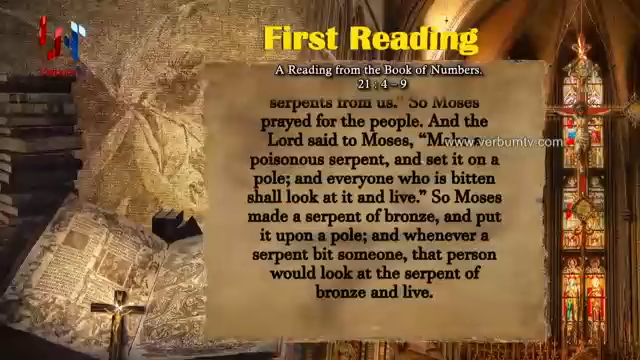 First Reading
A Reading from the Book of Numbers.
21 : 4 – 9
serpents from us.” So Moses
prayed for the people. And the
Lord said to Moses, “Make a
www.verbumtv.com
poisonous serpent, and set it on a
pole; and everyone who is bitten
shall look at it and live.” So Moses
made a serpent of bronze, and put
it upon a pole; and whenever a
serpent bit someone, that person
would look at the serpent of
bronze and live.